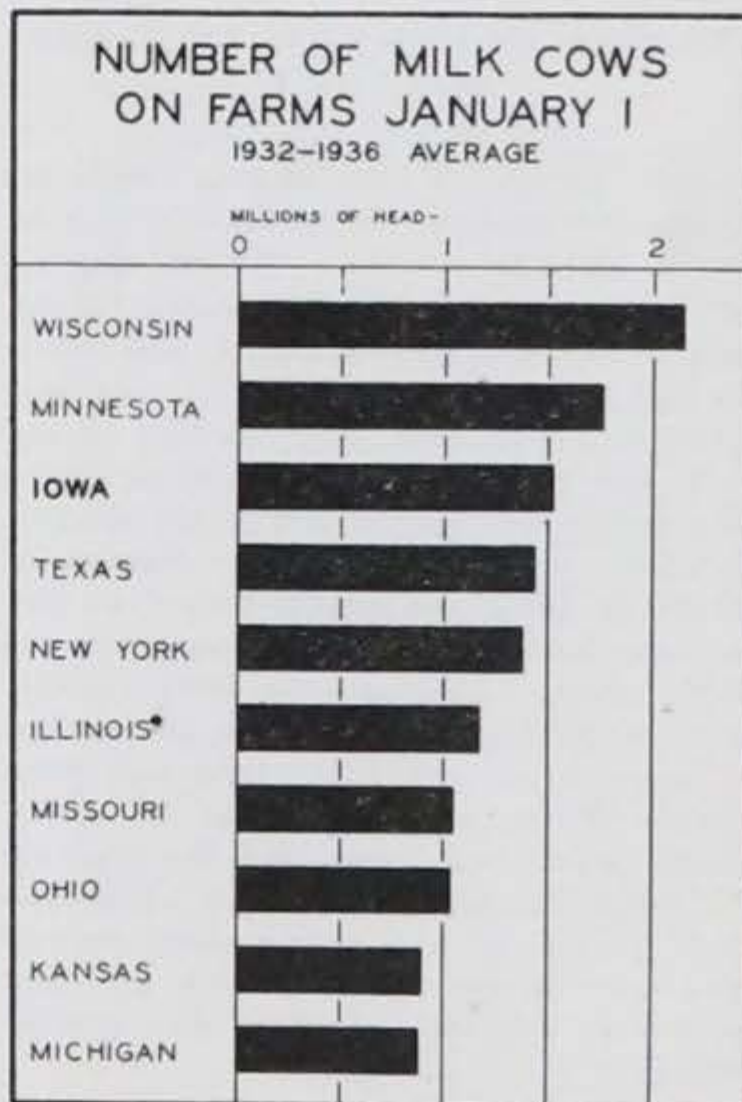 NUMBER OF MILK COWS
ON FARMS JANUARY 1
1932-1936 AVERAGE
MILLIONS OF HEAD-
0 1 2
WISCONSIN
MINNESOTA
IOWA
TEXAS
NEW YORK
ILLINOIS•
MISSOURI
OHIO
KANSAS
MICHIGAN